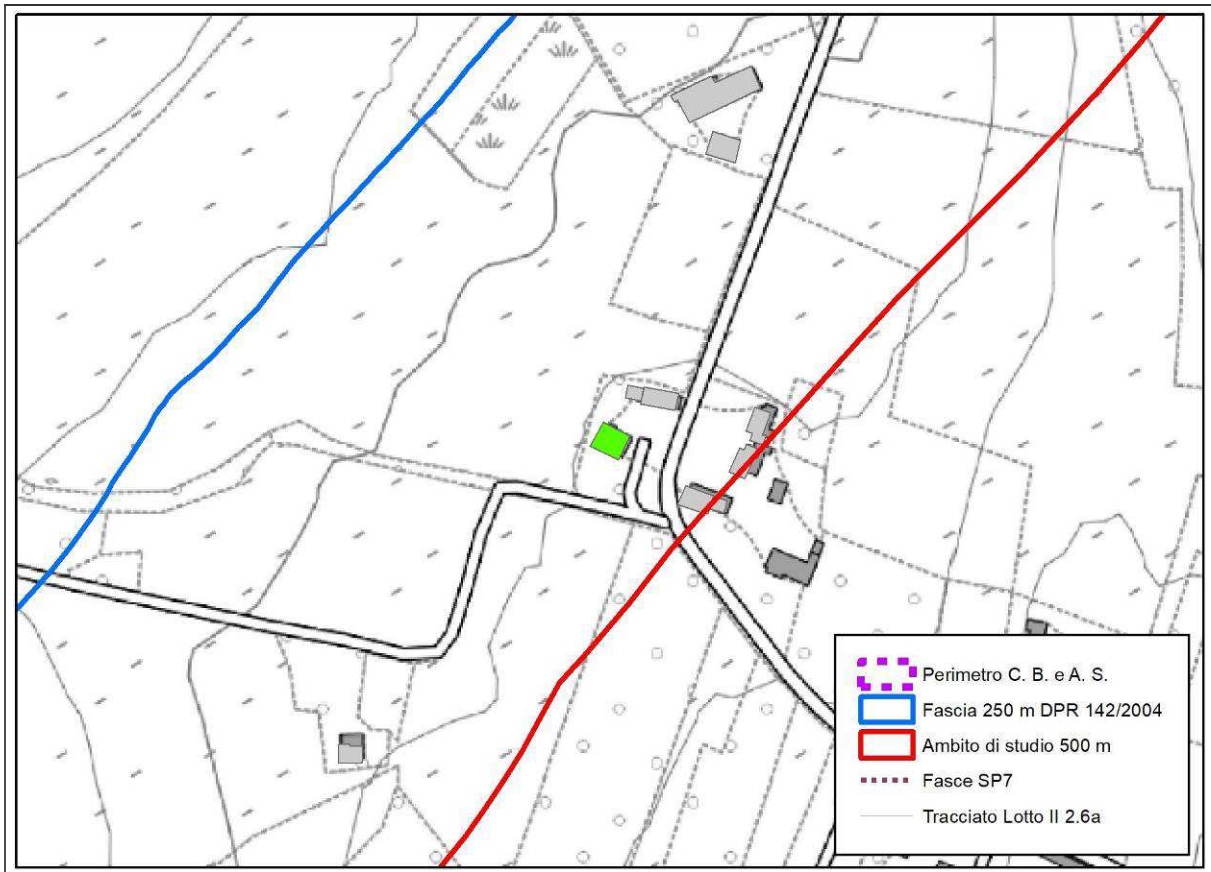 Perimetro C. B. e A. S.
Fascia 250 m DPR 142/2004
Ambito di studio 500 m
Fasce SP7
Tracciato Lotto II 2.6a